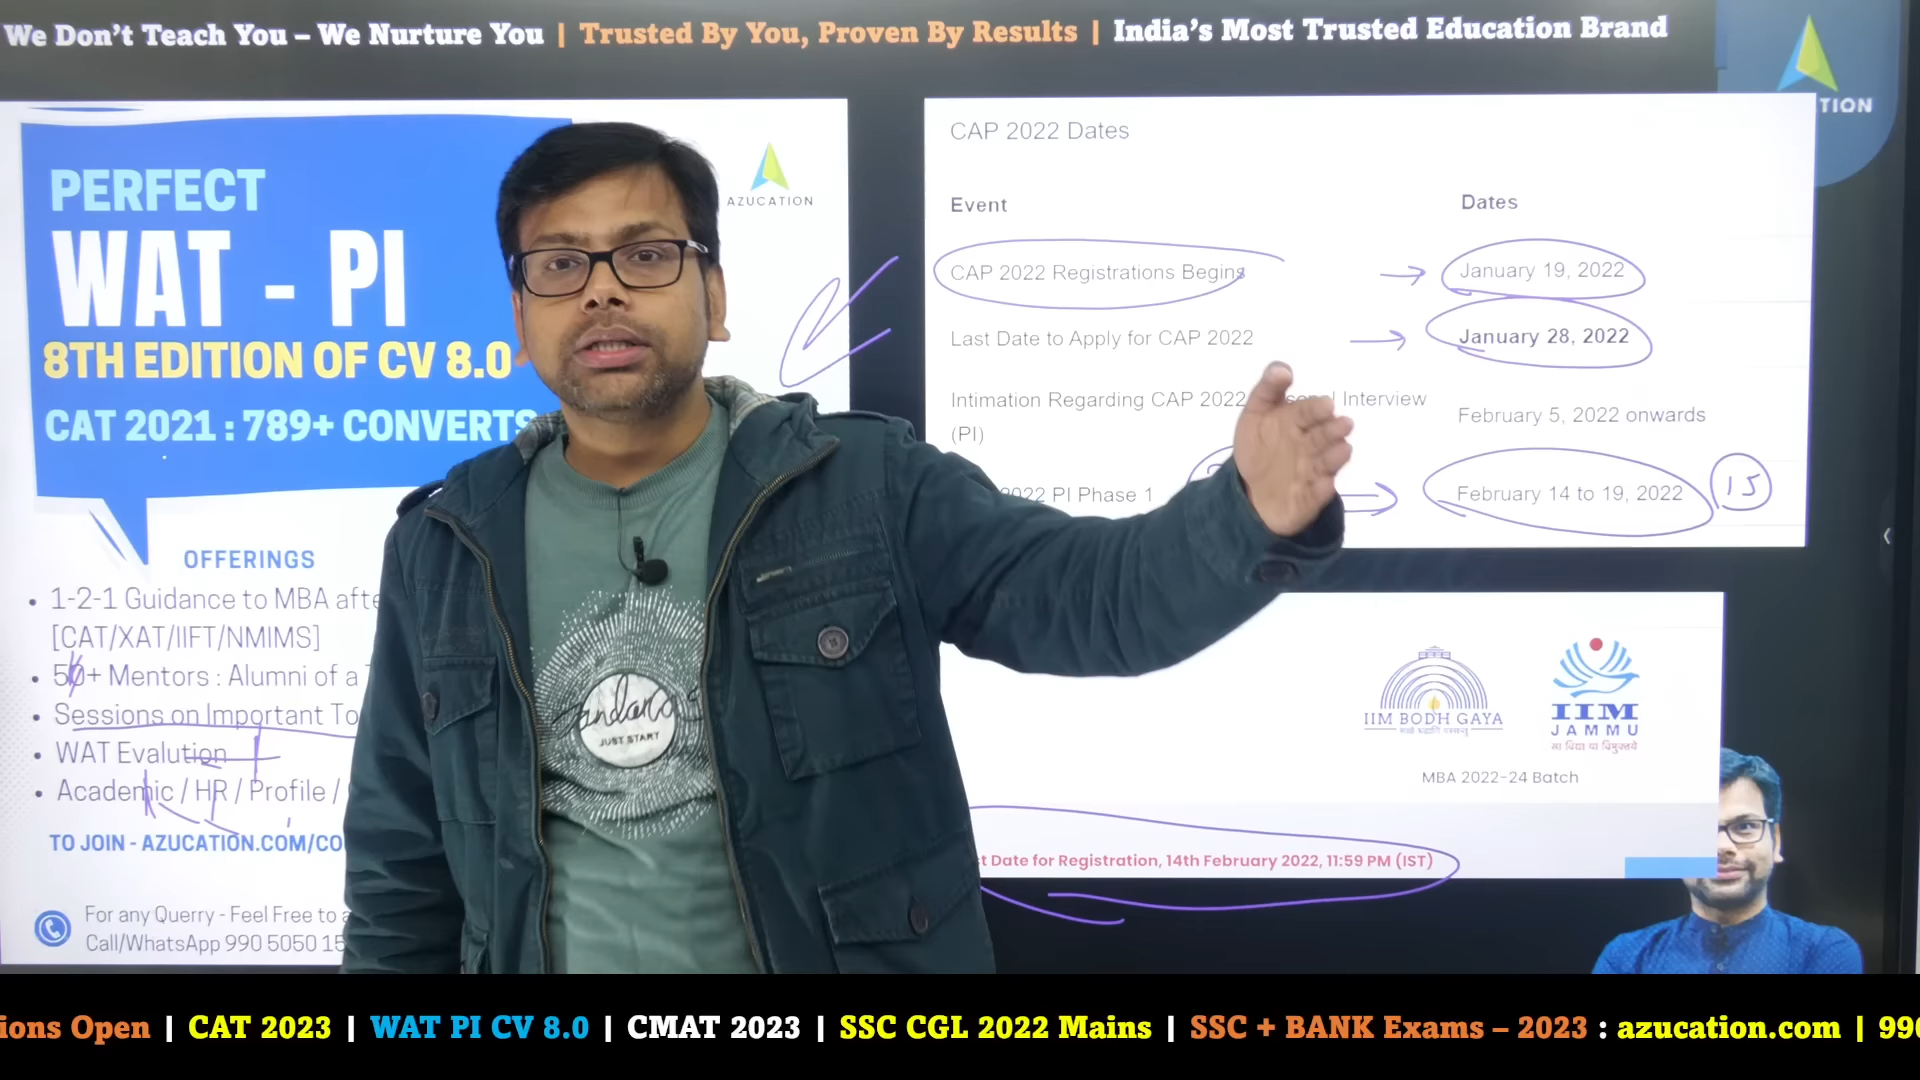 We Don't Teach You – We Nurture You | Trusted By You, Proven By Results | India's Most Trusted Education Brand
TION
PERFECT
WAT - PI
8TH EDITION OF CV 8.0
CAT 2021 : 789+ CONVERTS
AZUCATION
OFFERINGS
• 1-2-1 Guidance to MBA afte
[CAT/XAT/IIFT/NMIMS]
+ Mentors : Alumni of a
• Sessions on Important To
• WAT Evalution
• Academic / HR / Profile /
TO JOIN - AZUCATION.COM/CO
For any Querry - Feel Free to a
Call/WhatsApp 990 5050 15
CAP 2022 Dates
Event Dates
CAP 2022 Registrations Begins January 19, 2022
Last Date to Apply for CAP 2022 January 28, 2022
Intimation Regarding CAP 2022 Interview
(PI) February 5, 2022 onwards
2022 PI Phase 1 February 14 to 19, 2022 15
IIM BODH GAYA
IIM
JAMMU
MBA 2022-24 Batch
t Date for Registration, 14th February 2022, 11:59 PM (IST)
JUST START
ions Open | CAT 2023 | WAT PI CV 8.0 | CMAT 2023 | SSC CGL 2022 Mains | SSC + BANK Exams – 2023 : azucation.com | 990